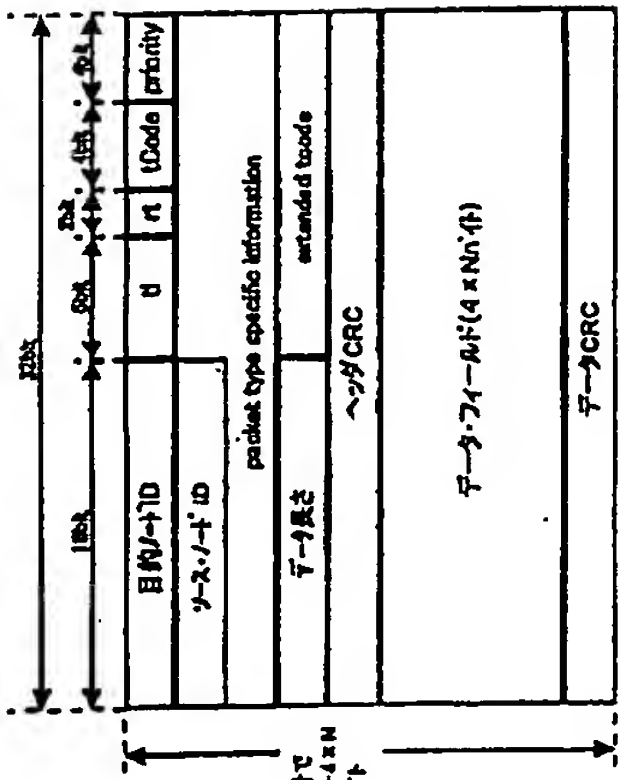 32bit
16bit 6bit 2bit 4bit 4bit
目的ノードID tl rt tCode priority
ソース・ノードID
packet type specific information
データ長さ extended tcode
ヘッダCRC
データ・フィールド(4×Nバイト)
データCRC